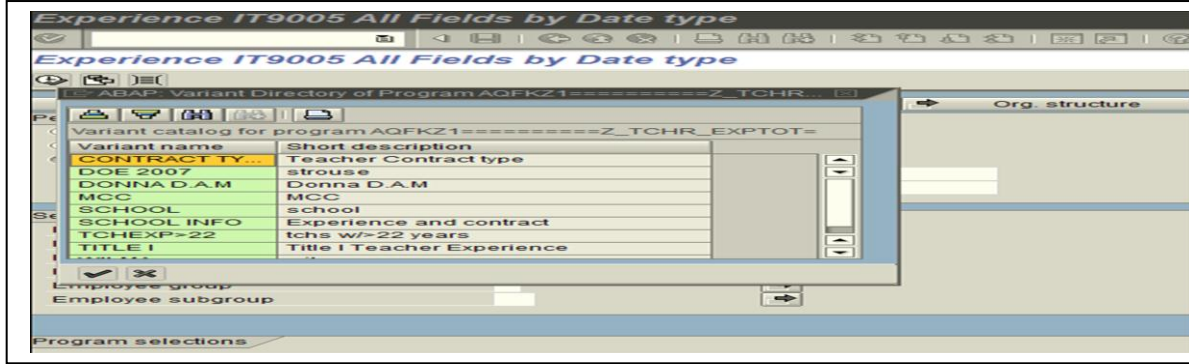 Experience IT9005 All Fields by Date type
Experience IT9005 All Fields by Date type
ABAP: Variant Directory of Program AQFKZ1==========Z_TCHR...
Org. structure
Variant catalog for program AQFKZ1==========Z_TCHR_EXPTOT=
Variant name Short description
CONTRACT TY... Teacher Contract type
DOE 2007 strouse
DONNA D.A.M Donna D.A.M
MCC MCC
SCHOOL school
SCHOOL INFO Experience and contract
TCHEXP>22 tchs w/>22 years
TITLE I Title I Teacher Experience
Employee group
Employee subgroup
Program selections